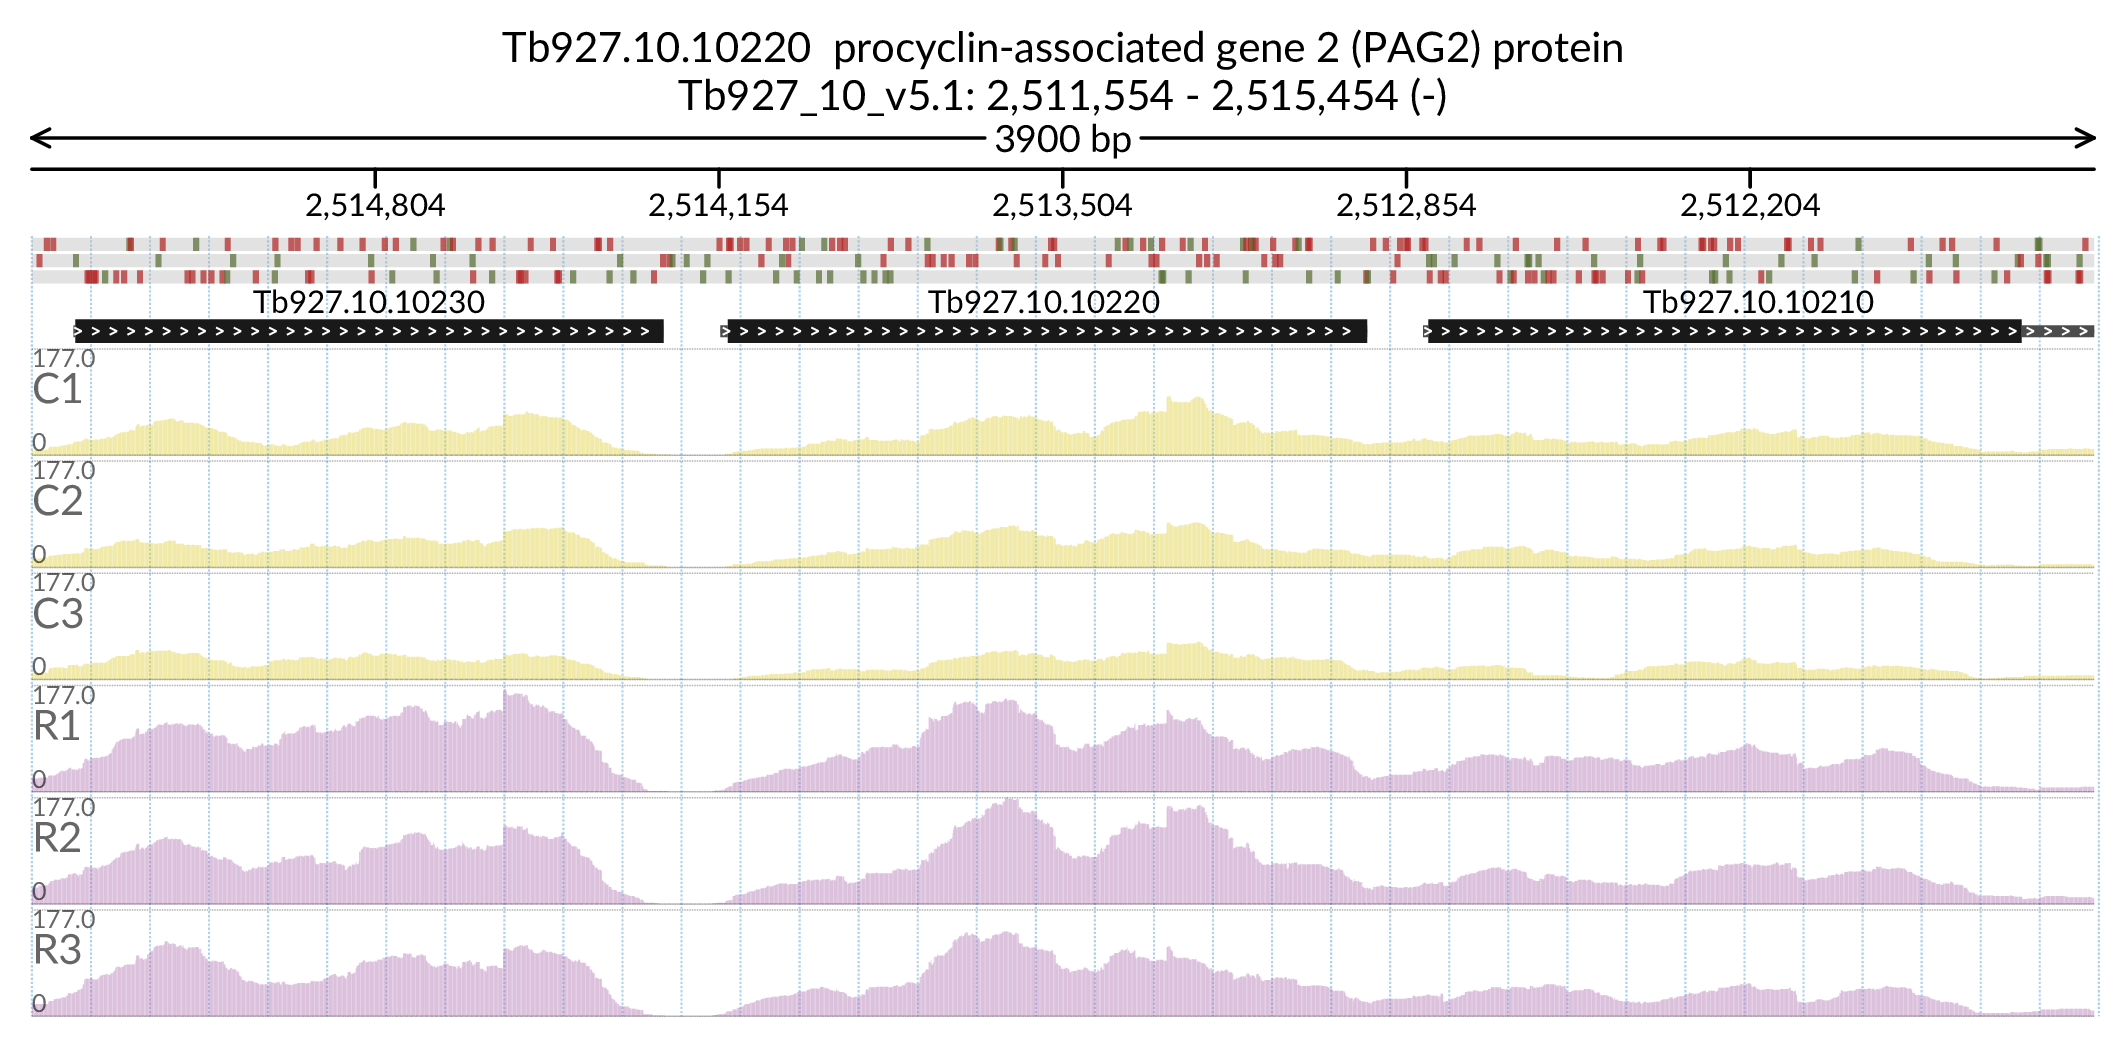 Tb927.10.10220 procyclin-associated gene 2 (PAG2) protein
Tb927_10_v5.1: 2,511,554 - 2,515,454 (-)
3900 bp
2,514,804 2,514,154 2,513,504 2,512,854 2,512,204
Tb927.10.10230 Tb927.10.10220 Tb927.10.10210
177.0
C1
0
177.0
C2
0
177.0
C3
0
177.0
R1
0
177.0
R2
0
177.0
R3
0